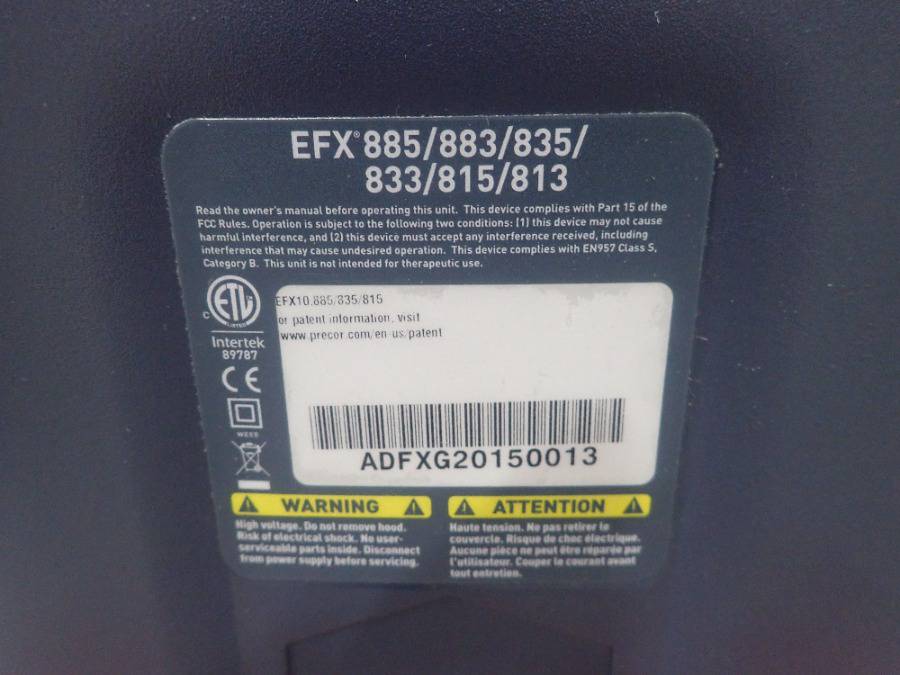 EFX® 885/883/835/
833/815/813
Read the owner's manual before operating this unit. This device complies with Part 15 of the
FCC Rules. Operation is subject to the following two conditions: (1) this device may not cause
harmful interference, and (2) this device must accept any interference received, including
interference that may cause undesired operation. This device complies with EN957 Class S,
Category B. This unit is not intended for therapeutic use.
EFX10.885/835/815
or patent information, visit
www.precor.com/en-us/patent
C ETL
LISTED
Intertek
89787
CE
WEEE
ADFXG20150013
WARNING
High voltage. Do not remove hood.
Risk of electrical shock. No user-
serviceable parts inside. Disconnect
from power supply before servicing.
ATTENTION
Haute tension. Ne pas retirer le
couvercle. Risque de choc électrique.
Aucune pièce ne peut être réparée par
l'utilisateur. Couper le courant avant
tout entretien.